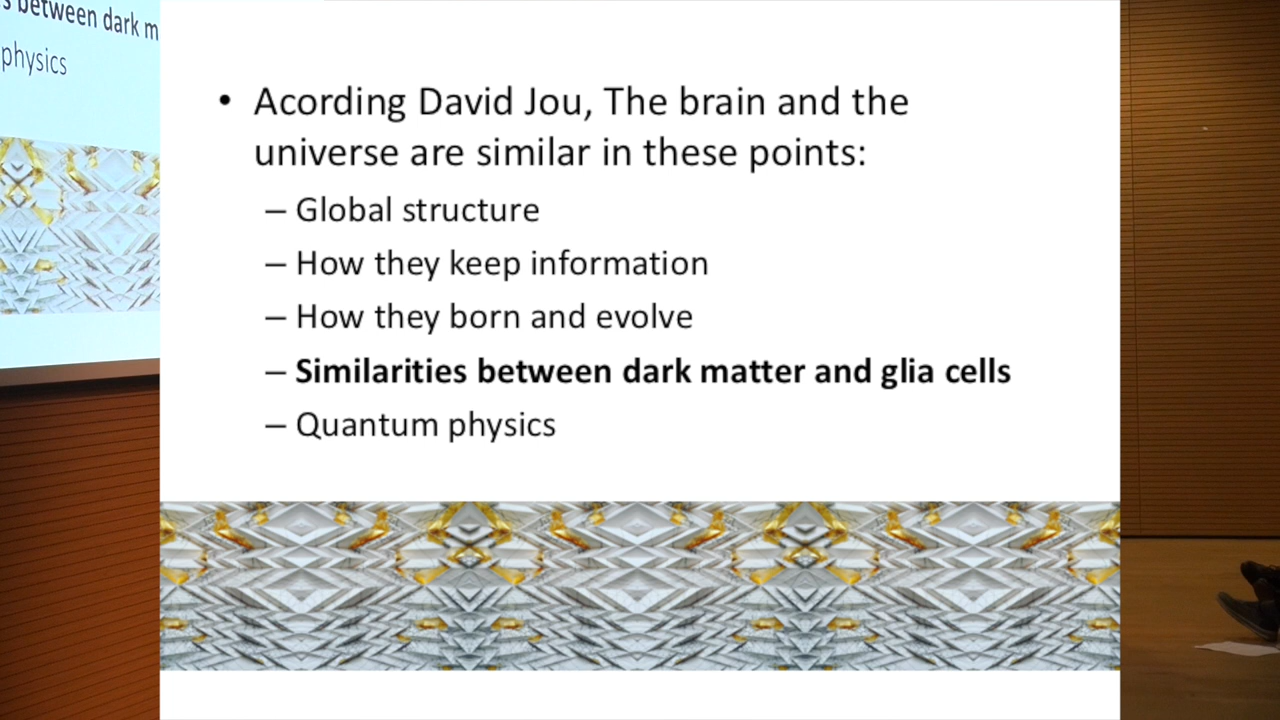 s between dark m
physics
• Acording David Jou, The brain and the
universe are similar in these points:
– Global structure
– How they keep information
– How they born and evolve
– Similarities between dark matter and glia cells
– Quantum physics